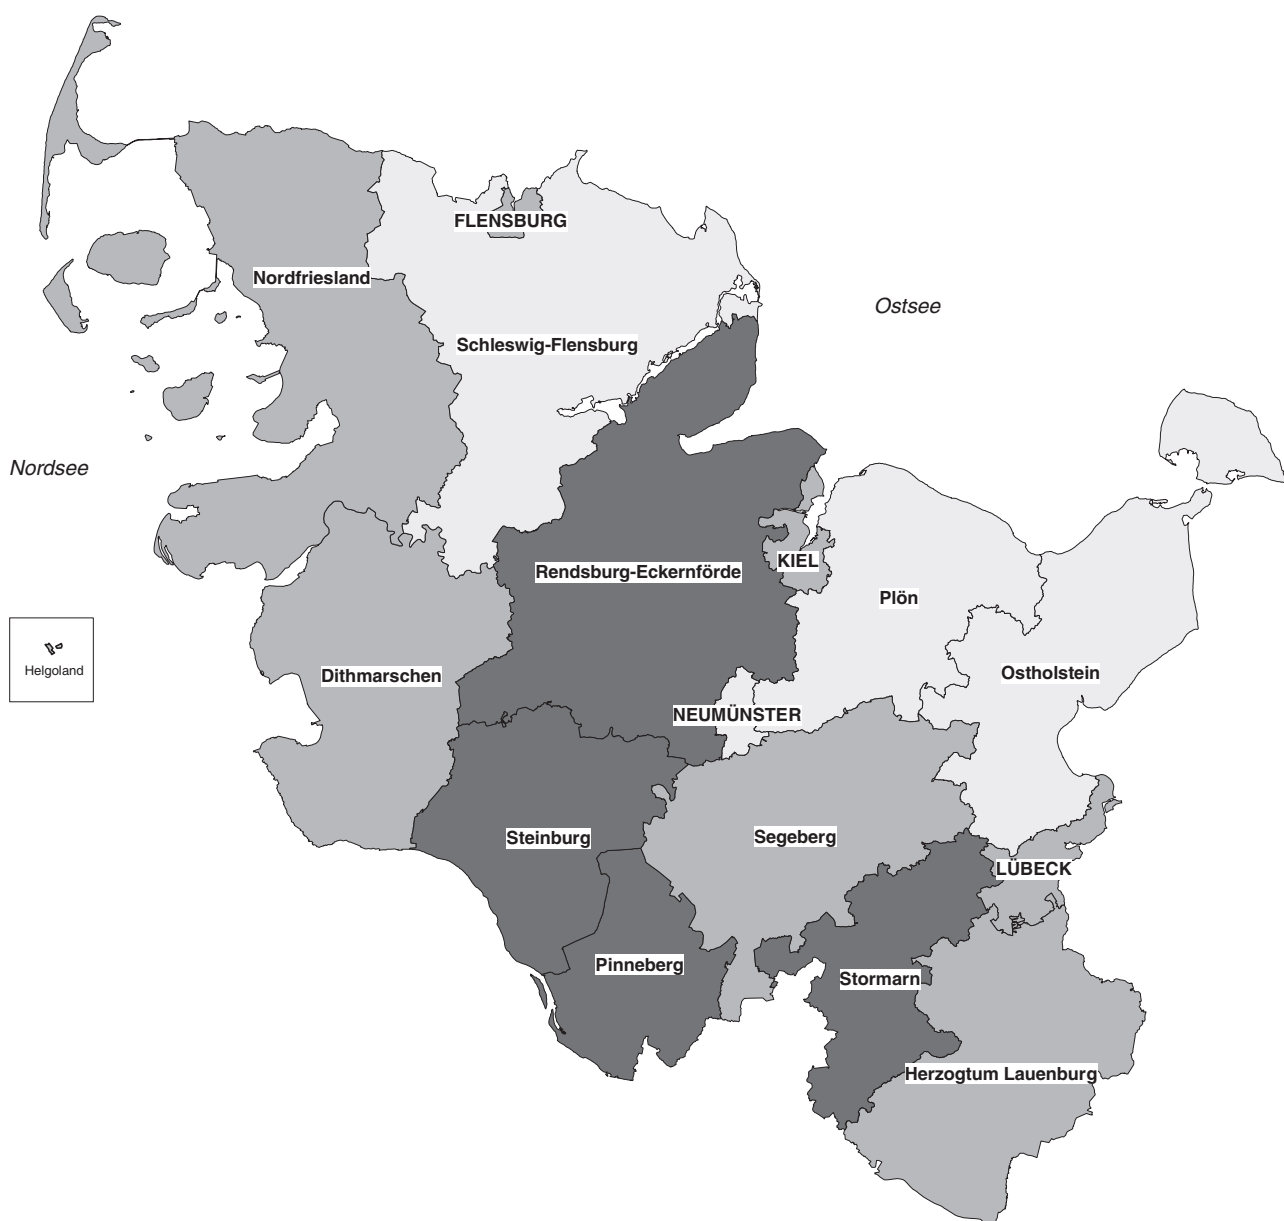 FLENSBURG
Nordfriesland
Ostsee
Schleswig-Flensburg
Nordsee
KIEL
Rendsburg-Eckernförde
Plön
Helgoland
Dithmarschen
Ostholstein
NEUMÜNSTER
Steinburg
Segeberg
LÜBECK
Pinneberg
Stormarn
Herzogtum Lauenburg